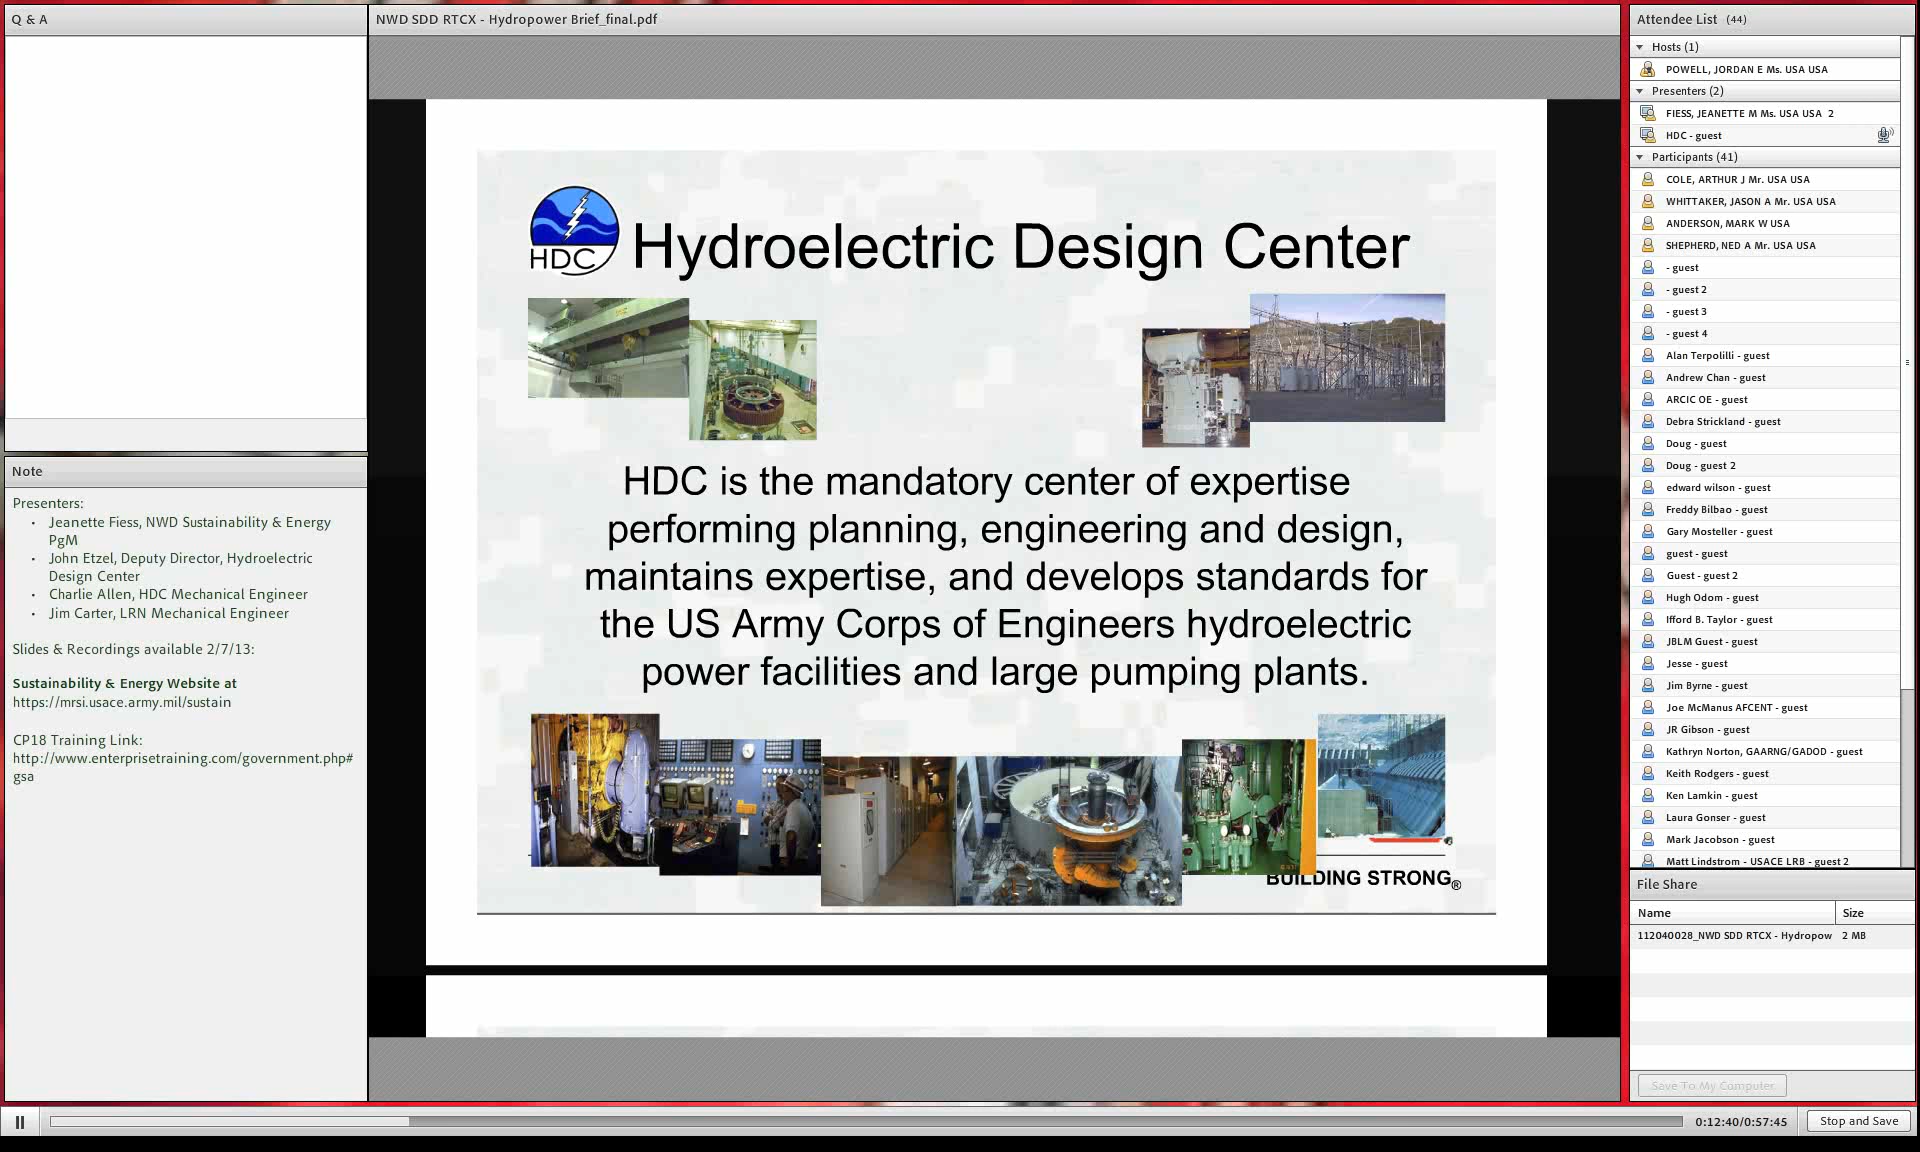 Q & A
NWD SDD RTCX - Hydropower Brief_final.pdf
Attendee List (44)
Hosts (1)
POWELL, JORDAN E Ms. USA USA
Presenters (2)
FIESS, JEANETTE M Ms. USA USA 2
HDC - guest
Participants (41)
COLE, ARTHUR J Mr. USA USA
WHITTAKER, JASON A Mr. USA USA
ANDERSON, MARK W USA
SHEPHERD, NED A Mr. USA USA
- guest
- guest 2
- guest 3
- guest 4
Alan Terpolilli - guest
Andrew Chan - guest
ARCIC OE - guest
Debra Strickland - guest
Doug - guest
Doug - guest 2
edward wilson - guest
Freddy Bilbao - guest
Gary Mosteller - guest
guest - guest
Guest - guest 2
Hugh Odom - guest
Ifford B. Taylor - guest
JBLM Guest - guest
Jesse - guest
Jim Byrne - guest
Joe McManus AFCENT - guest
JR Gibson - guest
Kathryn Norton, GAARNG/GADOD - guest
Keith Rodgers - guest
Ken Lamkin - guest
Laura Gonser - guest
Mark Jacobson - guest
Matt Lindstrom - USACE LRB - guest 2
HDC
Hydroelectric Design Center
HDC is the mandatory center of expertise
performing planning, engineering and design,
maintains expertise, and develops standards for
the US Army Corps of Engineers hydroelectric
power facilities and large pumping plants.
BUILDING STRONG®
Note
Presenters:
• Jeanette Fiess, NWD Sustainability & Energy
PgM
• John Etzel, Deputy Director, Hydroelectric
Design Center
• Charlie Allen, HDC Mechanical Engineer
• Jim Carter, LRN Mechanical Engineer
Slides & Recordings available 2/7/13:
Sustainability & Energy Website at
https://mrsi.usace.army.mil/sustain
CP18 Training Link:
http://www.enterprisetraining.com/government.php#
gsa
File Share
Name Size
112040028_NWD SDD RTCX - Hydropow 2 MB
Save To My Computer
0:12:40/0:57:45
Stop and Save